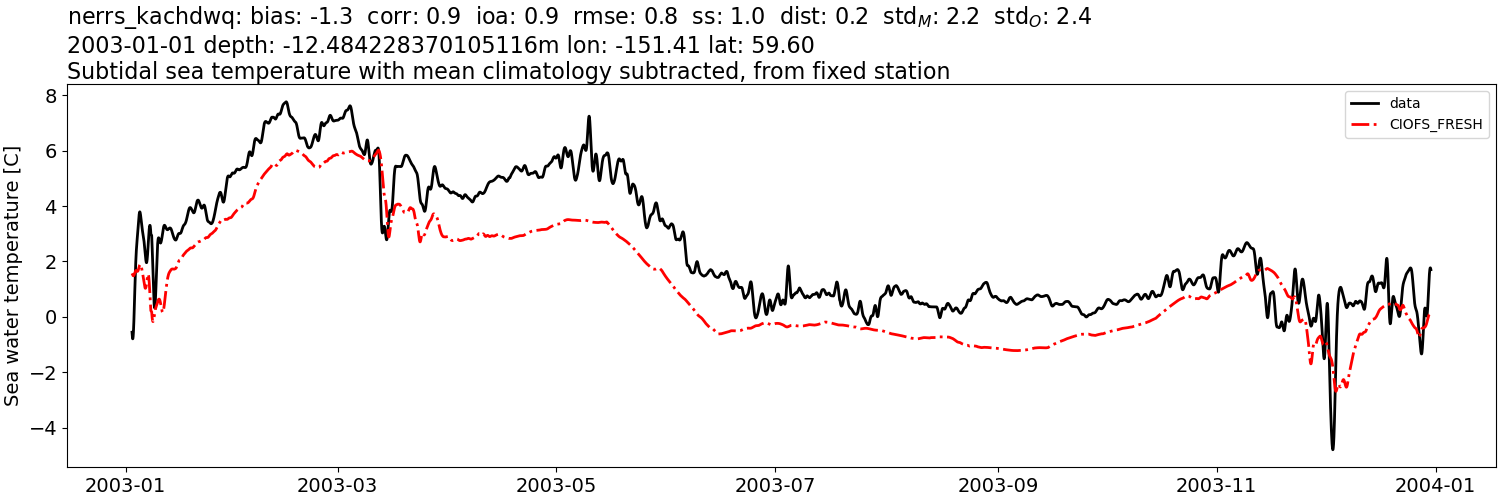 nerrs_kachdwq: bias: -1.3 corr: 0.9 ioa: 0.9 rmse: 0.8 ss: 1.0 dist: 0.2 std_M: 2.2 std_O: 2.4
2003-01-01 depth: -12.484228370105116m lon: -151.41 lat: 59.60
Subtidal sea temperature with mean climatology subtracted, from fixed station
Sea water temperature [C]
8
6
4
2
0
−2
−4
data
CIOFS_FRESH
2003-01 2003-03 2003-05 2003-07 2003-09 2003-11 2004-01